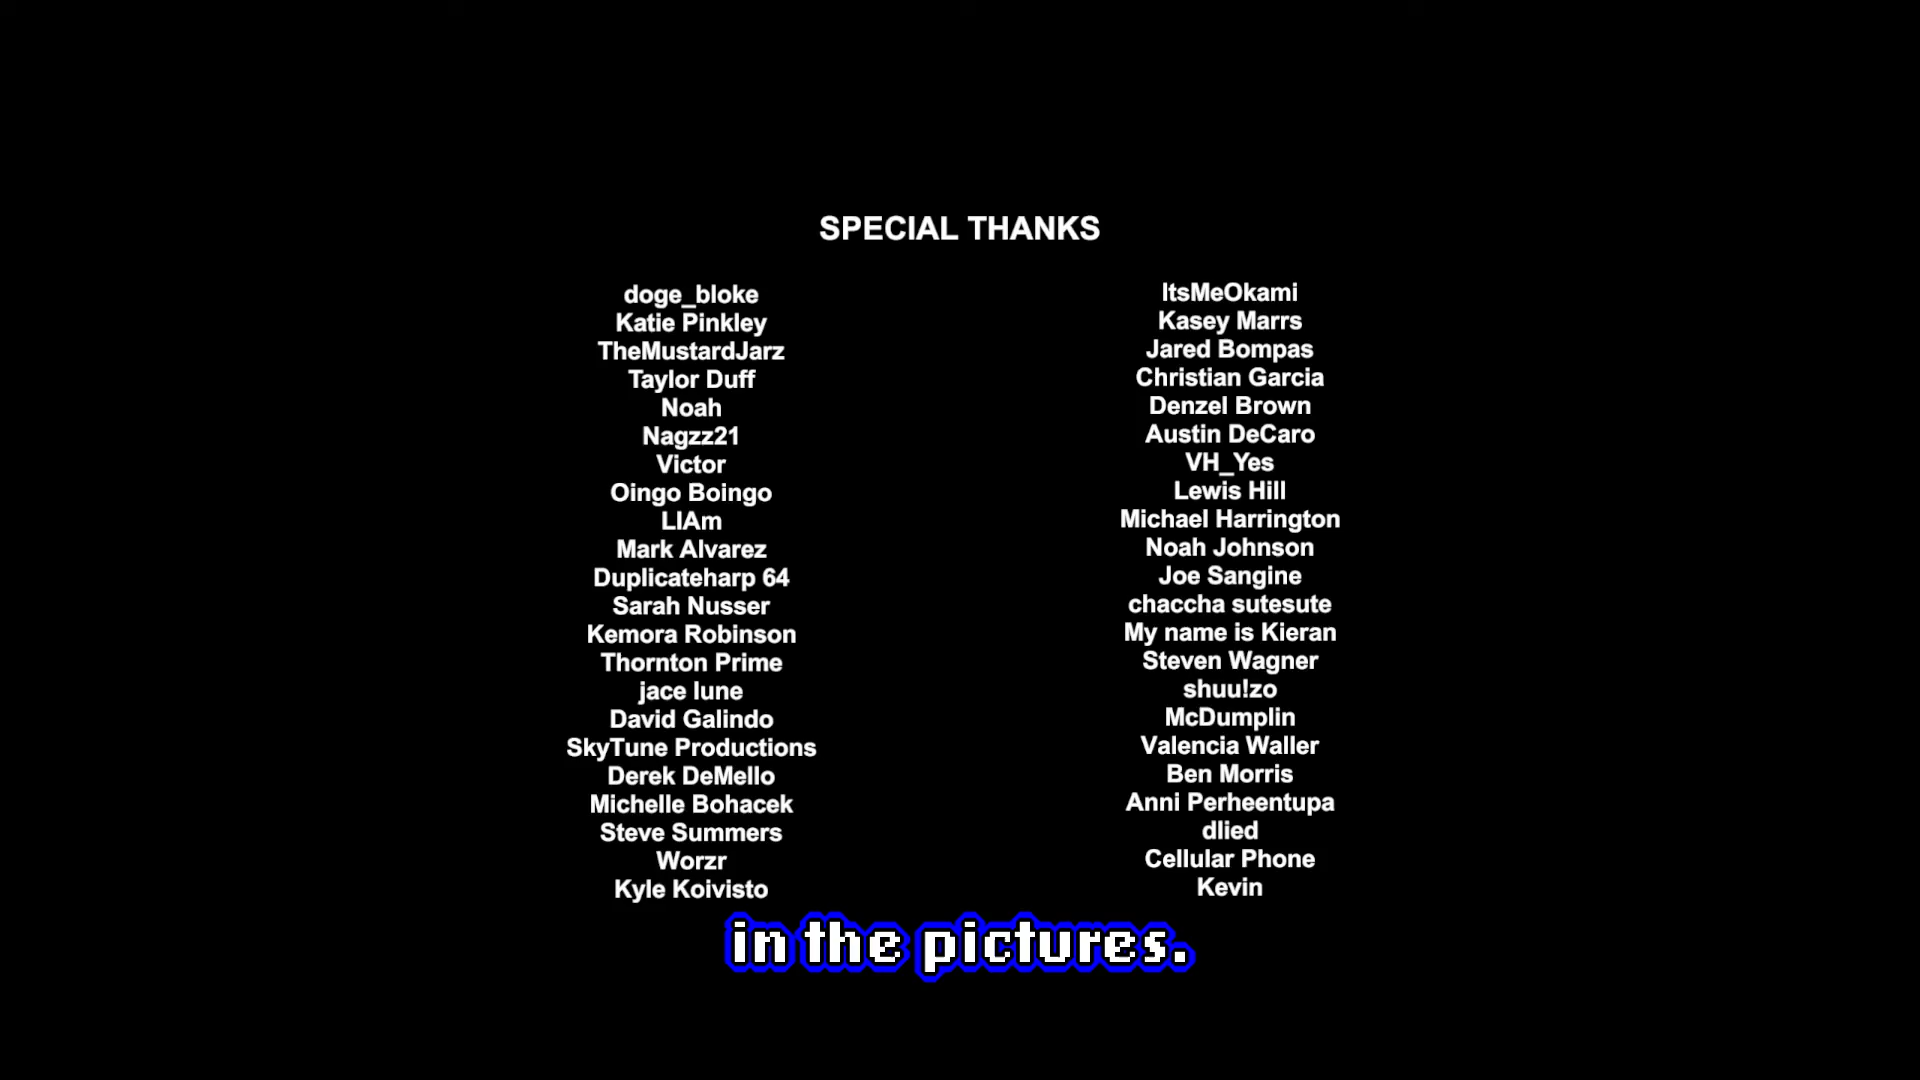 SPECIAL THANKS
doge_bloke
Katie Pinkley
TheMustardJarz
Taylor Duff
Noah
Nagzz21
Victor
Oingo Boingo
LIAm
Mark Alvarez
Duplicateharp 64
Sarah Nusser
Kemora Robinson
Thornton Prime
jace lune
David Galindo
SkyTune Productions
Derek DeMello
Michelle Bohacek
Steve Summers
Worzr
Kyle Koivisto
ItsMeOkami
Kasey Marrs
Jared Bompas
Christian Garcia
Denzel Brown
Austin DeCaro
VH_Yes
Lewis Hill
Michael Harrington
Noah Johnson
Joe Sangine
chaccha sutesute
My name is Kieran
Steven Wagner
shuu!zo
McDumplin
Valencia Waller
Ben Morris
Anni Perheentupa
dlied
Cellular Phone
Kevin
in the pictures.